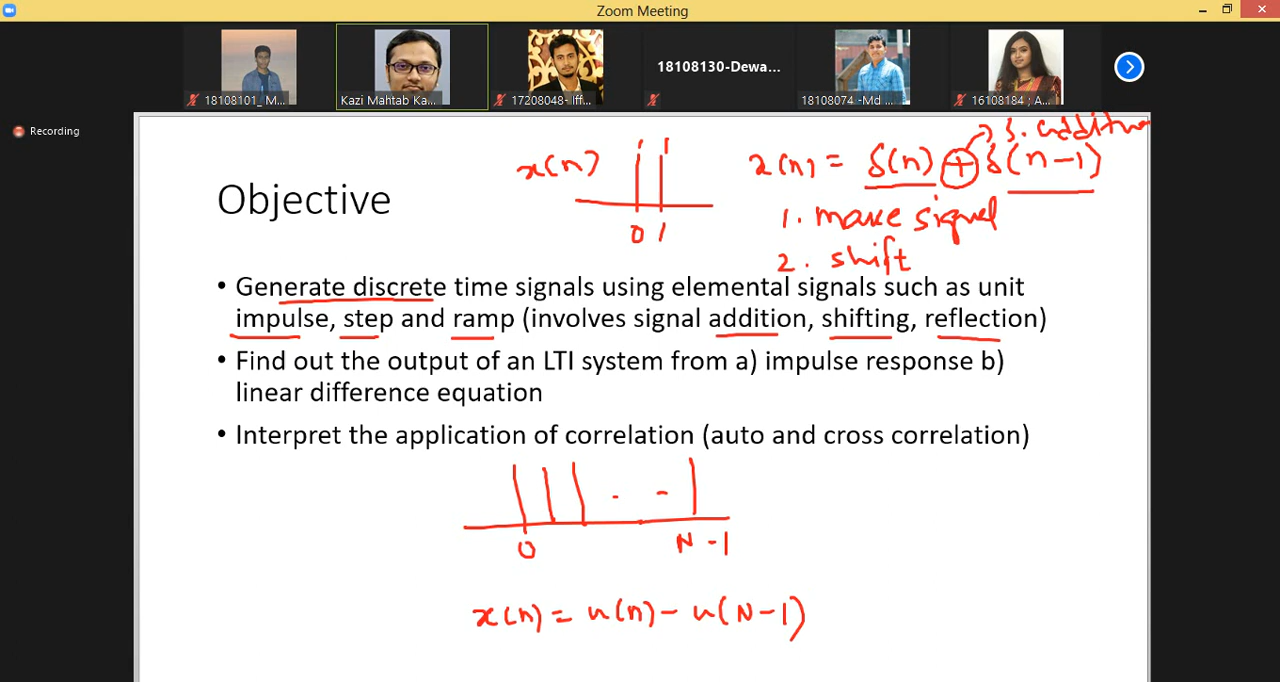 Zoom Meeting
18108101_ M...
Kazi Mahtab Ka...
17208048- Iff...
18108130-Dewa...
18108074 -Md ...
16108184 ; A...
Recording
3. addition
x(n)
1 1
0 1
x(n) = δ(n) + δ(n-1)
1. make signal
2. shift
Objective
• Generate discrete time signals using elemental signals such as unit
impulse, step and ramp (involves signal addition, shifting, reflection)
• Find out the output of an LTI system from a) impulse response b)
linear difference equation
• Interpret the application of correlation (auto and cross correlation)
0 N-1
x(n) = u(n) - u(N-1)